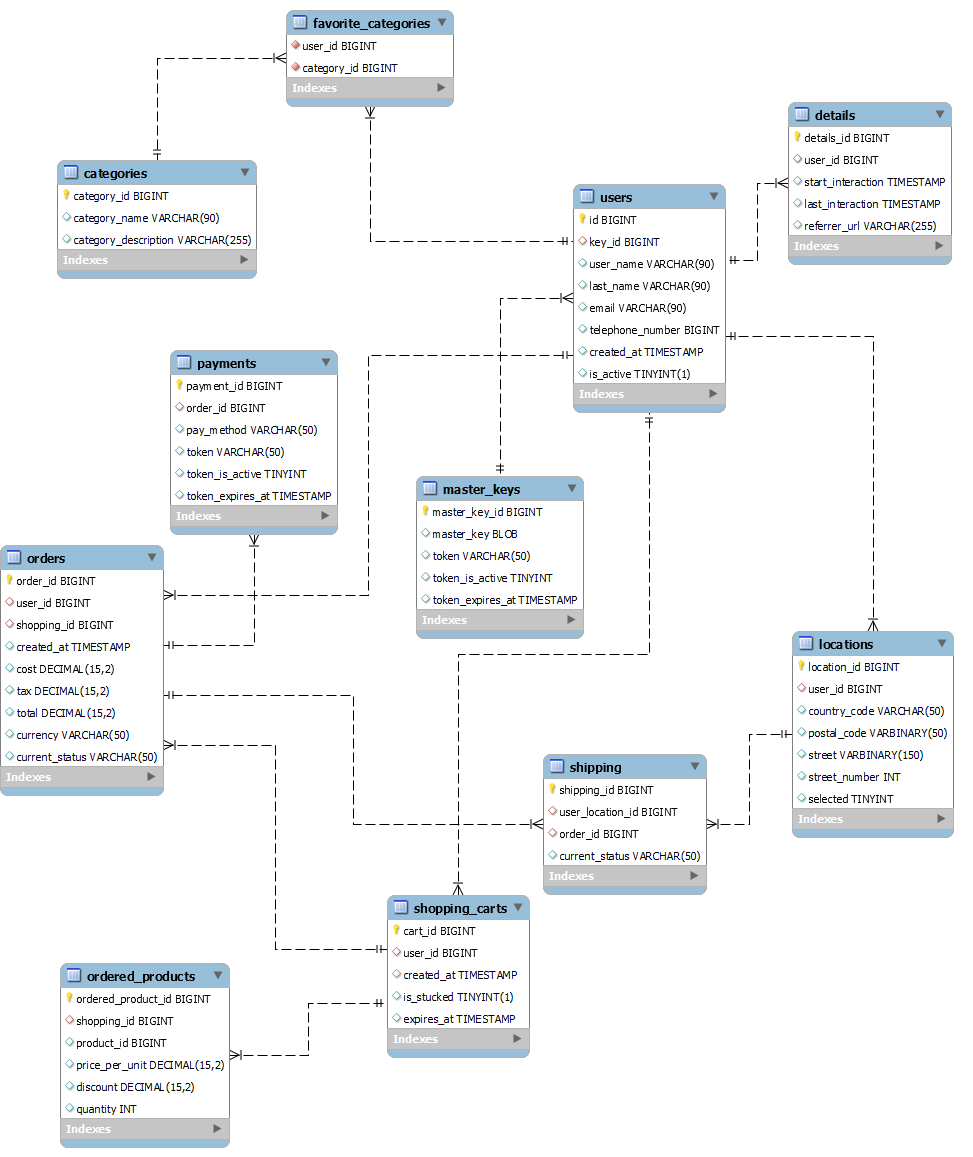 favorite_categories
user_id BIGINT
category_id BIGINT
Indexes
categories
category_id BIGINT
category_name VARCHAR(90)
category_description VARCHAR(255)
Indexes
users
id BIGINT
key_id BIGINT
user_name VARCHAR(90)
last_name VARCHAR(90)
email VARCHAR(90)
telephone_number BIGINT
created_at TIMESTAMP
is_active TINYINT(1)
Indexes
details
details_id BIGINT
user_id BIGINT
start_interaction TIMESTAMP
last_interaction TIMESTAMP
referrer_url VARCHAR(255)
Indexes
payments
payment_id BIGINT
order_id BIGINT
pay_method VARCHAR(50)
token VARCHAR(50)
token_is_active TINYINT
token_expires_at TIMESTAMP
Indexes
master_keys
master_key_id BIGINT
master_key BLOB
token VARCHAR(50)
token_is_active TINYINT
token_expires_at TIMESTAMP
Indexes
orders
order_id BIGINT
user_id BIGINT
shopping_id BIGINT
created_at TIMESTAMP
cost DECIMAL(15,2)
tax DECIMAL(15,2)
total DECIMAL(15,2)
currency VARCHAR(50)
current_status VARCHAR(50)
Indexes
locations
location_id BIGINT
user_id BIGINT
country_code VARCHAR(50)
postal_code VARBINARY(50)
street VARBINARY(150)
street_number INT
selected TINYINT
Indexes
shipping
shipping_id BIGINT
user_location_id BIGINT
order_id BIGINT
current_status VARCHAR(50)
Indexes
shopping_carts
cart_id BIGINT
user_id BIGINT
created_at TIMESTAMP
is_stucked TINYINT(1)
expires_at TIMESTAMP
Indexes
ordered_products
ordered_product_id BIGINT
shopping_id BIGINT
product_id BIGINT
price_per_unit DECIMAL(15,2)
discount DECIMAL(15,2)
quantity INT
Indexes